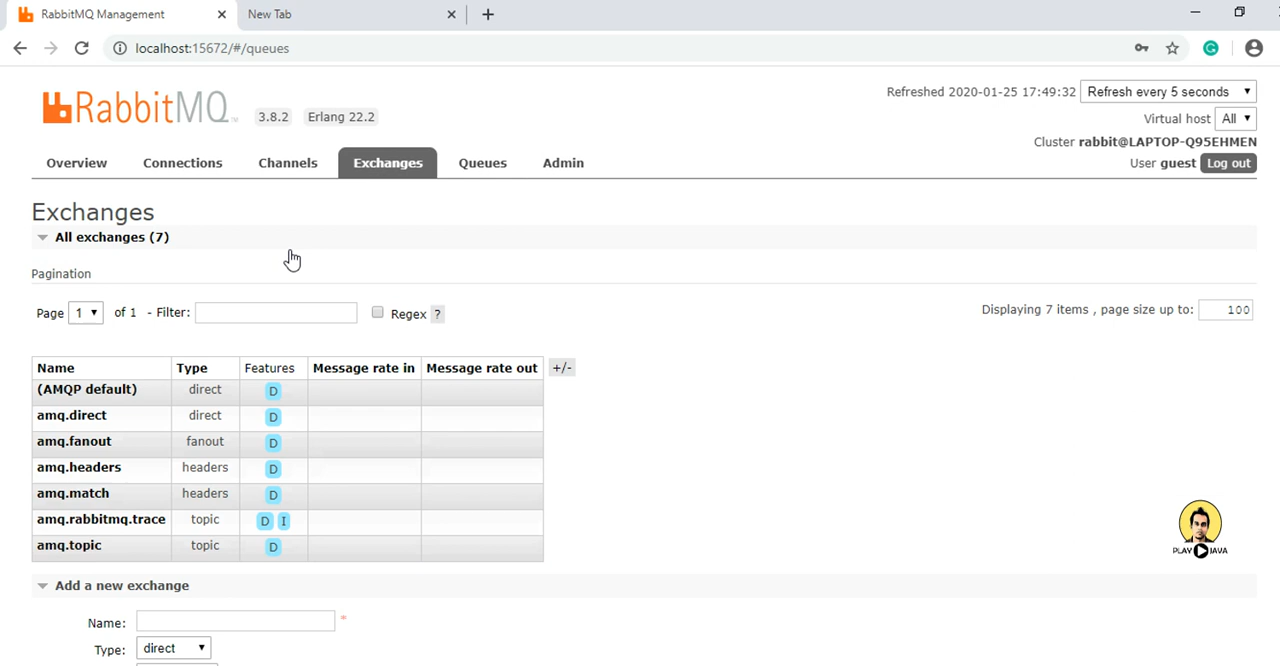 RabbitMQ Management
New Tab
localhost:15672/#/queues
Refreshed 2020-01-25 17:49:32 Refresh every 5 seconds
RabbitMQ TM 3.8.2 Erlang 22.2
Virtual host All
Cluster rabbit@LAPTOP-Q95EHMEN
User guest Log out
Overview Connections Channels Exchanges Queues Admin
Exchanges
All exchanges (7)
Pagination
Page 1 of 1 - Filter: Regex ? Displaying 7 items , page size up to: 100
Name Type Features Message rate in Message rate out +/-
(AMQP default) direct D
amq.direct direct D
amq.fanout fanout D
amq.headers headers D
amq.match headers D
amq.rabbitmq.trace topic D I
amq.topic topic D
PLAY JAVA
Add a new exchange
Name: *
Type: direct